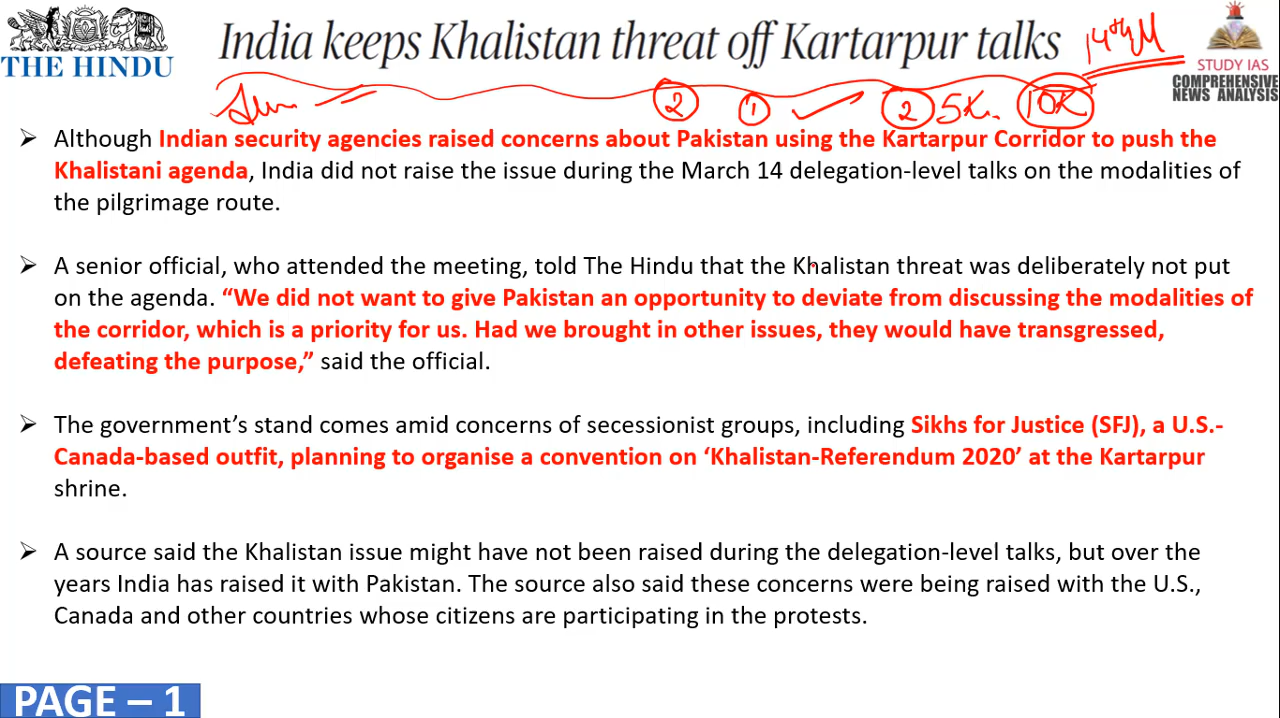 THE HINDU
India keeps Khalistan threat off Kartarpur talks
14th M
STUDY IAS
COMPREHENSIVE
NEWS ANALYSIS
2 1 2 5K. 10K
➢ Although Indian security agencies raised concerns about Pakistan using the Kartarpur Corridor to push the
Khalistani agenda, India did not raise the issue during the March 14 delegation-level talks on the modalities of
the pilgrimage route.
➢ A senior official, who attended the meeting, told The Hindu that the Khalistan threat was deliberately not put
on the agenda. “We did not want to give Pakistan an opportunity to deviate from discussing the modalities of
the corridor, which is a priority for us. Had we brought in other issues, they would have transgressed,
defeating the purpose,” said the official.
➢ The government’s stand comes amid concerns of secessionist groups, including Sikhs for Justice (SFJ), a U.S.-
Canada-based outfit, planning to organise a convention on ‘Khalistan-Referendum 2020’ at the Kartarpur
shrine.
➢ A source said the Khalistan issue might have not been raised during the delegation-level talks, but over the
years India has raised it with Pakistan. The source also said these concerns were being raised with the U.S.,
Canada and other countries whose citizens are participating in the protests.
PAGE – 1